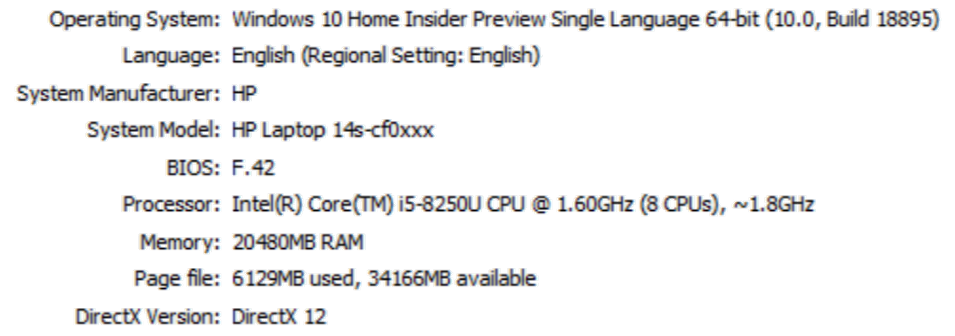 Operating System: Windows 10 Home Insider Preview Single Language 64-bit (10.0, Build 18895)
Language: English (Regional Setting: English)
System Manufacturer: HP
System Model: HP Laptop 14s-cf0xxx
BIOS: F.42
Processor: Intel(R) Core(TM) i5-8250U CPU @ 1.60GHz (8 CPUs), ~1.8GHz
Memory: 20480MB RAM
Page file: 6129MB used, 34166MB available
DirectX Version: DirectX 12